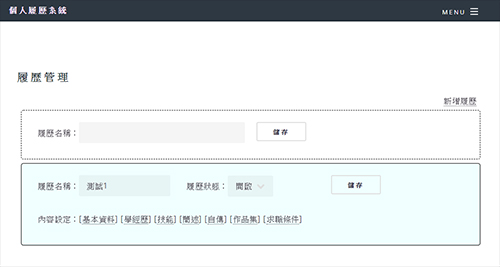 個人履歷系統
MENU
履歷管理
新增履歷
履歷名稱：
儲存
履歷名稱： 測試1 履歷狀態： 開啟 儲存
內容設定：[基本資料] [學經歷] [技能] [簡述] [自傳] [作品集] [求職條件]